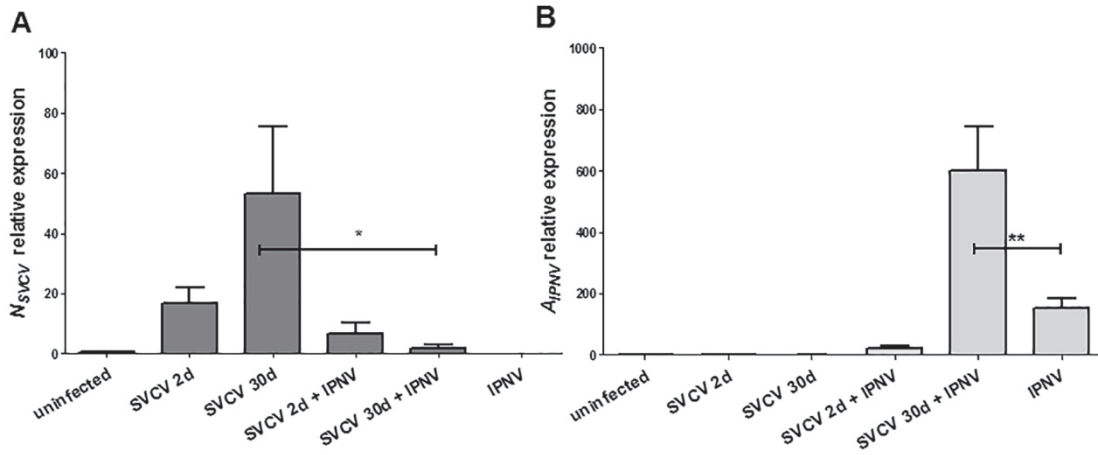 A
N_SVCV relative expression
100
80
60
40
20
0
*
uninfected
SVCV 2d
SVCV 30d
SVCV 2d + IPNV
SVCV 30d + IPNV
IPNV
B
A_IPNV relative expression
1000
800
600
400
200
0
**
uninfected
SVCV 2d
SVCV 30d
SVCV 2d + IPNV
SVCV 30d + IPNV
IPNV